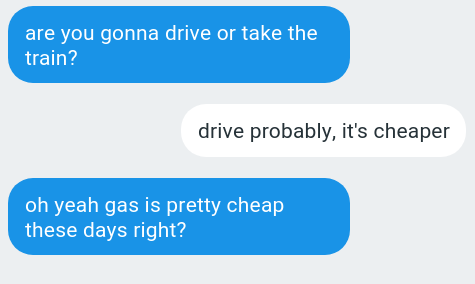 are you gonna drive or take the
train?
drive probably, it's cheaper
oh yeah gas is pretty cheap
these days right?